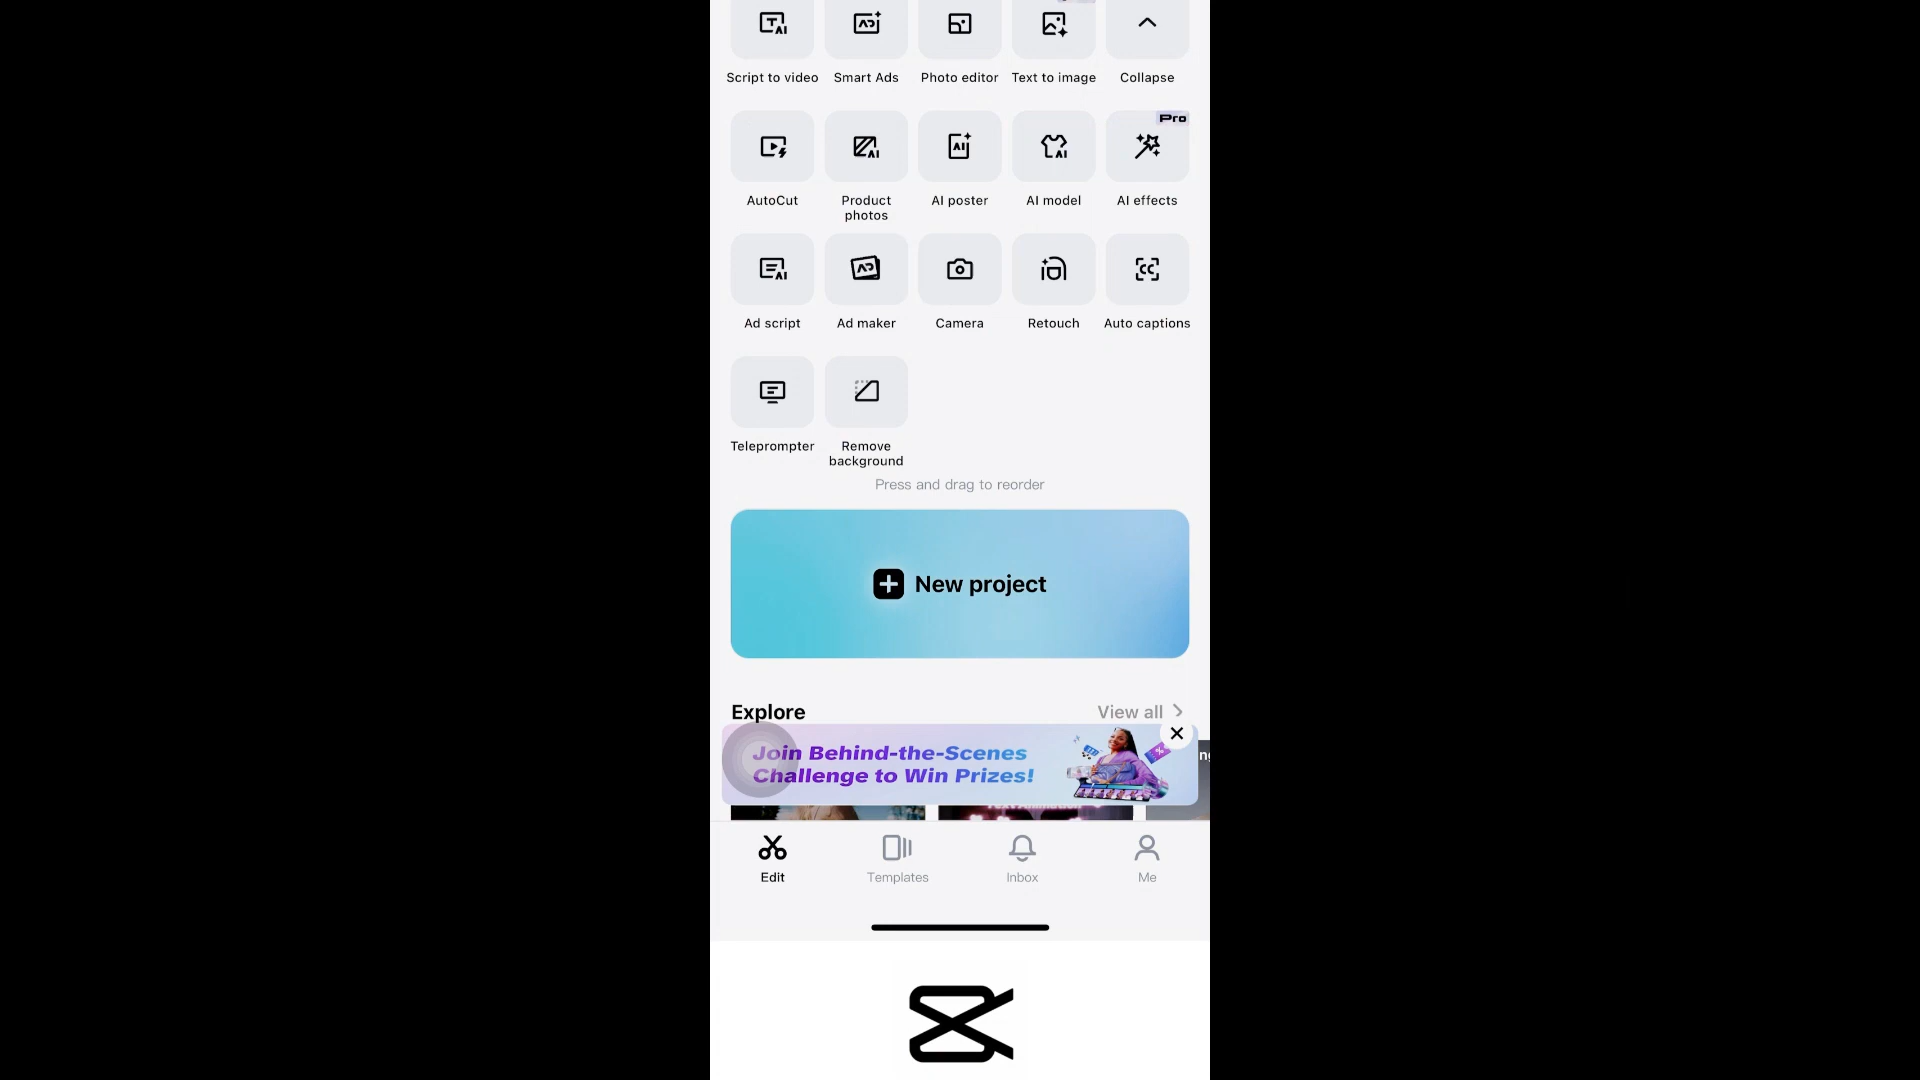 Script to video
Smart Ads
Photo editor
Text to image
Collapse
Pro
AutoCut
Product
photos
AI poster
AI model
AI effects
Ad script
Ad maker
Camera
Retouch
Auto captions
Teleprompter
Remove
background
Press and drag to reorder
New project
Explore
View all
Join Behind-the-Scenes
Challenge to Win Prizes!
Edit
Templates
Inbox
Me